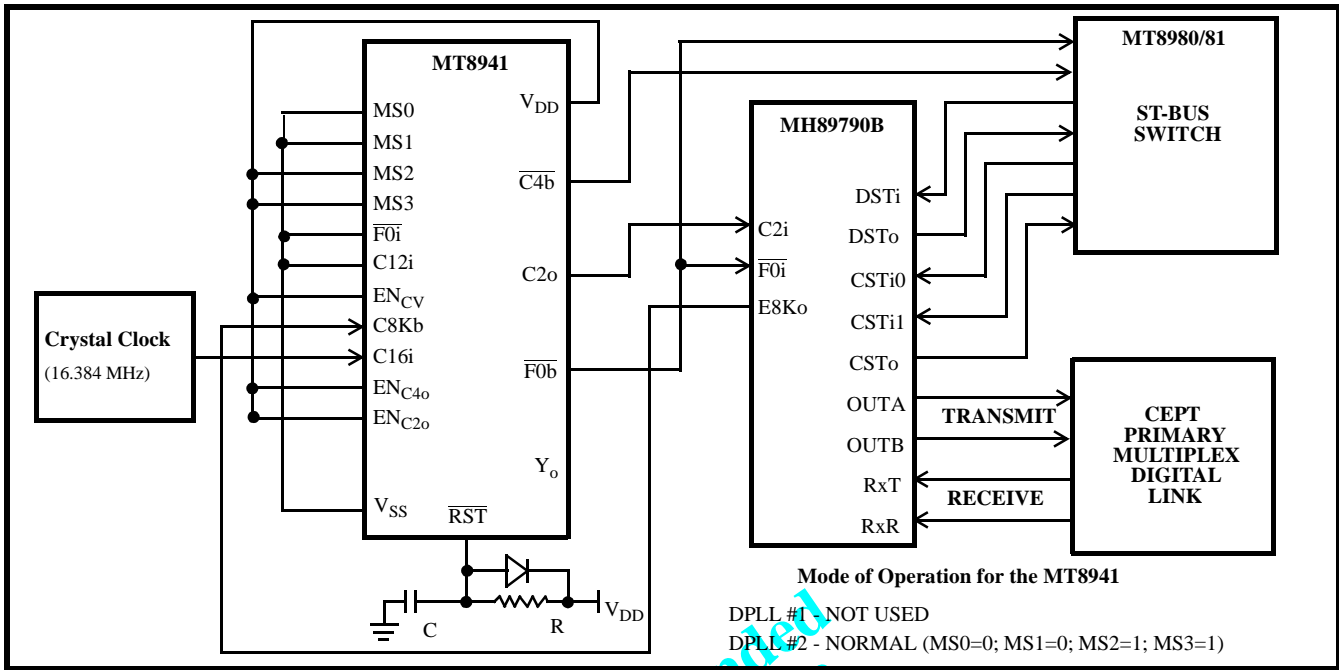 MT8941
MS0
MS1
MS2
MS3
F0i
C12i
ENCV
C8Kb
C16i
ENC4o
ENC2o
VSS
VDD
C4b
C2o
F0b
Yo
RST
Crystal Clock
(16.384 MHz)
C
R
VDD
MH89790B
C2i
F0i
E8Ko
DSTi
DSTo
CSTi0
CSTi1
CSTo
OUTA
OUTB
RxT
RxR
MT8980/81
ST-BUS
SWITCH
TRANSMIT
RECEIVE
CEPT
PRIMARY
MULTIPLEX
DIGITAL
LINK
Mode of Operation for the MT8941
DPLL #1 - NOT USED
DPLL #2 - NORMAL (MS0=0; MS1=0; MS2=1; MS3=1)